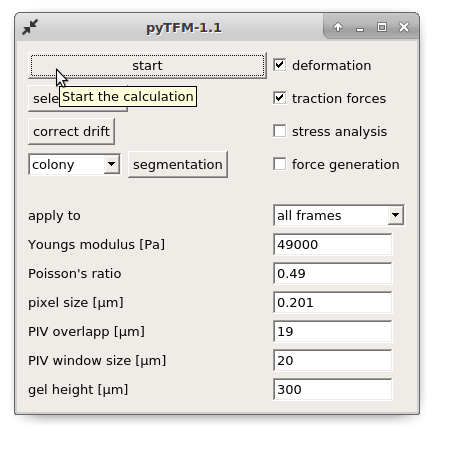 pyTFM-1.1
start
deformation
sele
Start the calculation
traction forces
correct drift
stress analysis
colony
segmentation
force generation
apply to
all frames
Youngs modulus [Pa]
49000
Poisson's ratio
0.49
pixel size [µm]
0.201
PIV overlapp [µm]
19
PIV window size [µm]
20
gel height [µm]
300